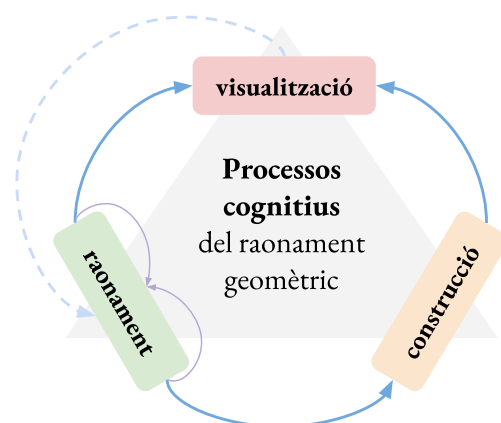 visualització
Processos
cognitius
del raonament
geomètric
raonament
construcció